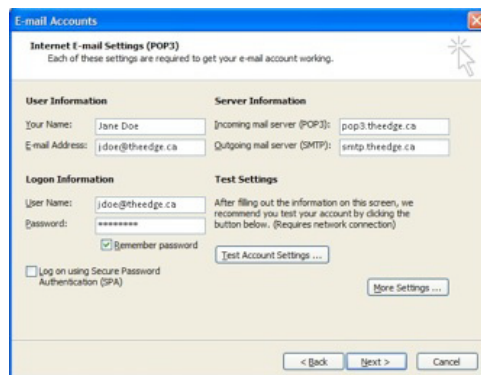 E-mail Accounts
Internet E-mail Settings (POP3)
Each of these settings are required to get your e-mail account working.
User Information
Your Name: Jane Doe
E-mail Address: jdoe@theedge.ca
Server Information
Incoming mail server (POP3): pop3.theedge.ca
Outgoing mail server (SMTP): smtp.theedge.ca
Logon Information
User Name: jdoe@theedge.ca
Password: ********
Remember password
Log on using Secure Password
Authentication (SPA)
Test Settings
After filling out the information on this screen, we
recommend you test your account by clicking the
button below. (Requires network connection)
Test Account Settings ...
More Settings ...
< Back
Next >
Cancel